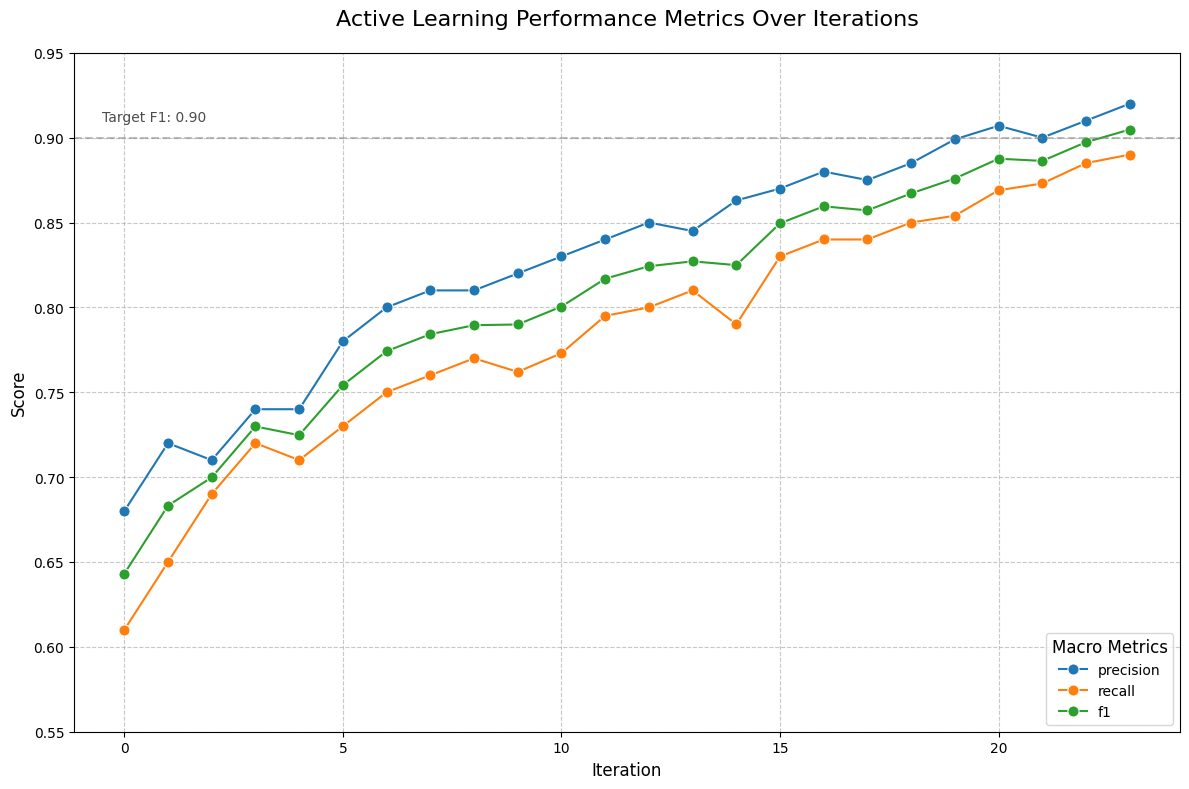 Active Learning Performance Metrics Over Iterations
0.95
Target F1: 0.90
0.90
0.85
0.80
0.75
0.70
0.65
0.60
0.55
Score
Macro Metrics
precision
recall
f1
0 5 10 15 20
Iteration